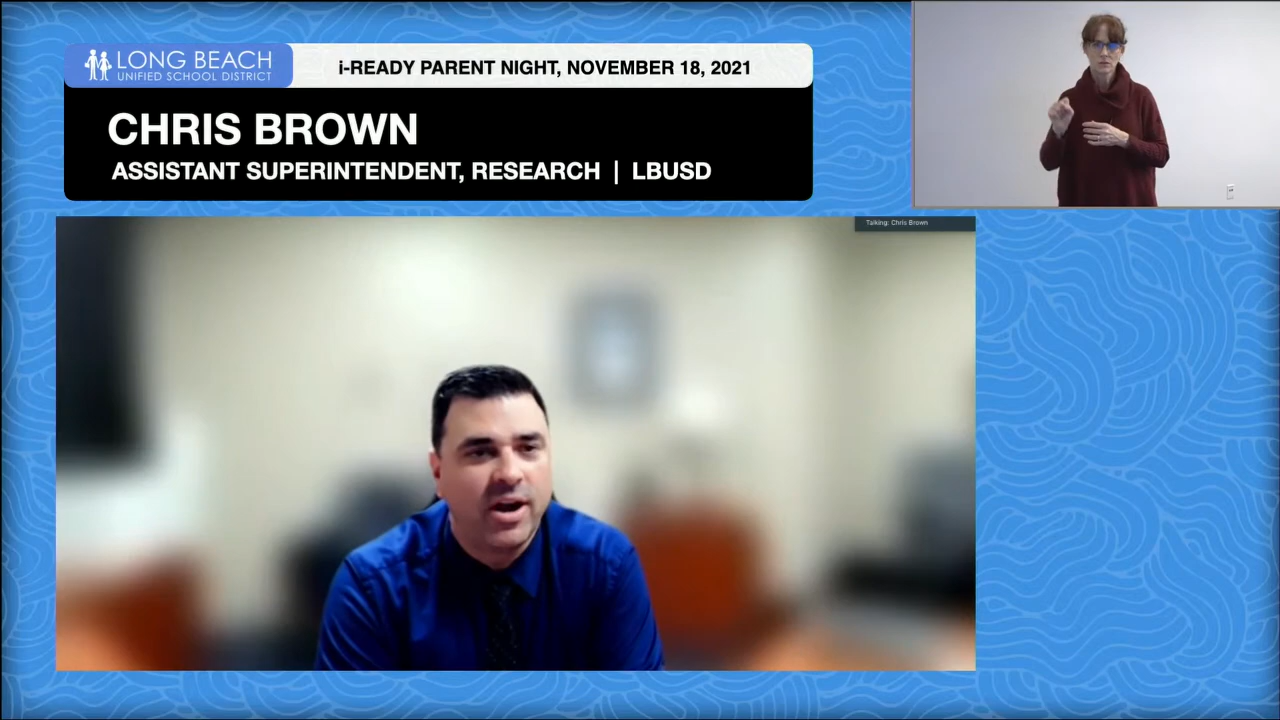 LONG BEACH
UNIFIED SCHOOL DISTRICT
i-READY PARENT NIGHT, NOVEMBER 18, 2021
CHRIS BROWN
ASSISTANT SUPERINTENDENT, RESEARCH | LBUSD
Talking: Chris Brown